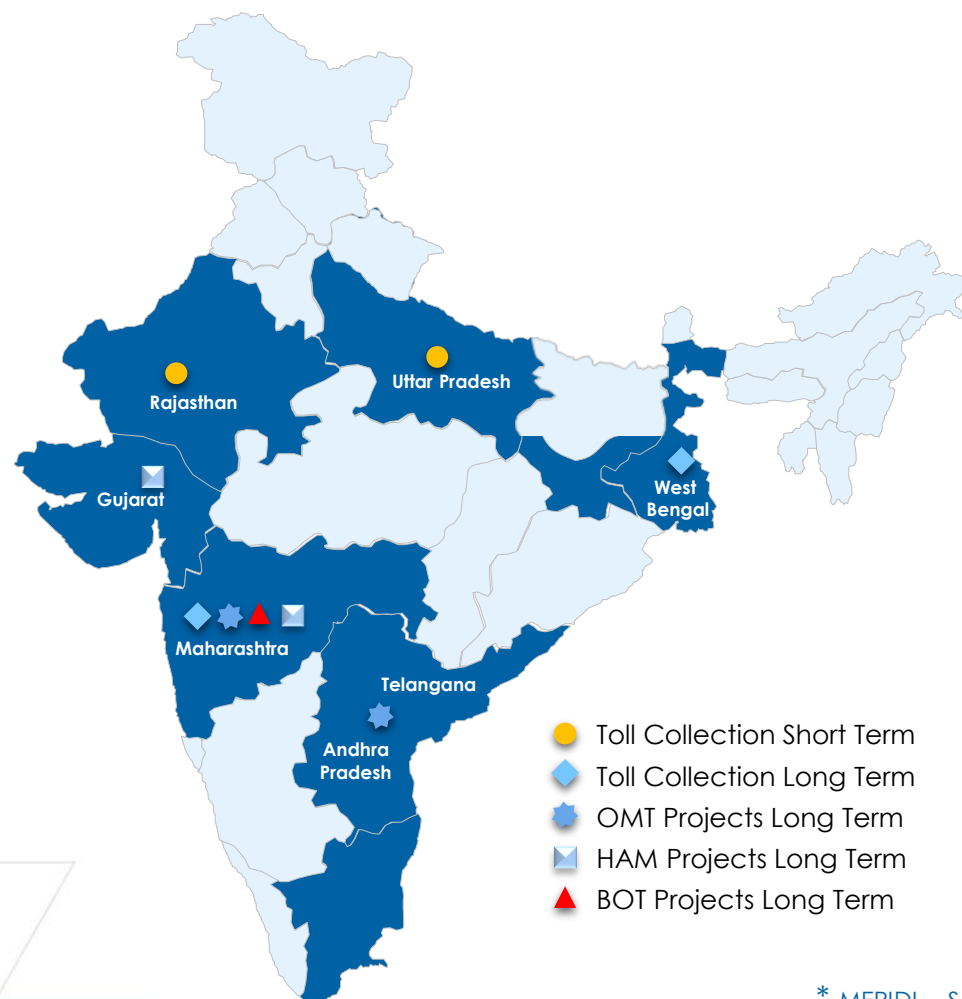 Uttar Pradesh
Rajasthan
Gujarat
West
Bengal
Maharashtra
Telangana
Andhra
Pradesh
Toll Collection Short Term
Toll Collection Long Term
OMT Projects Long Term
HAM Projects Long Term
BOT Projects Long Term
*